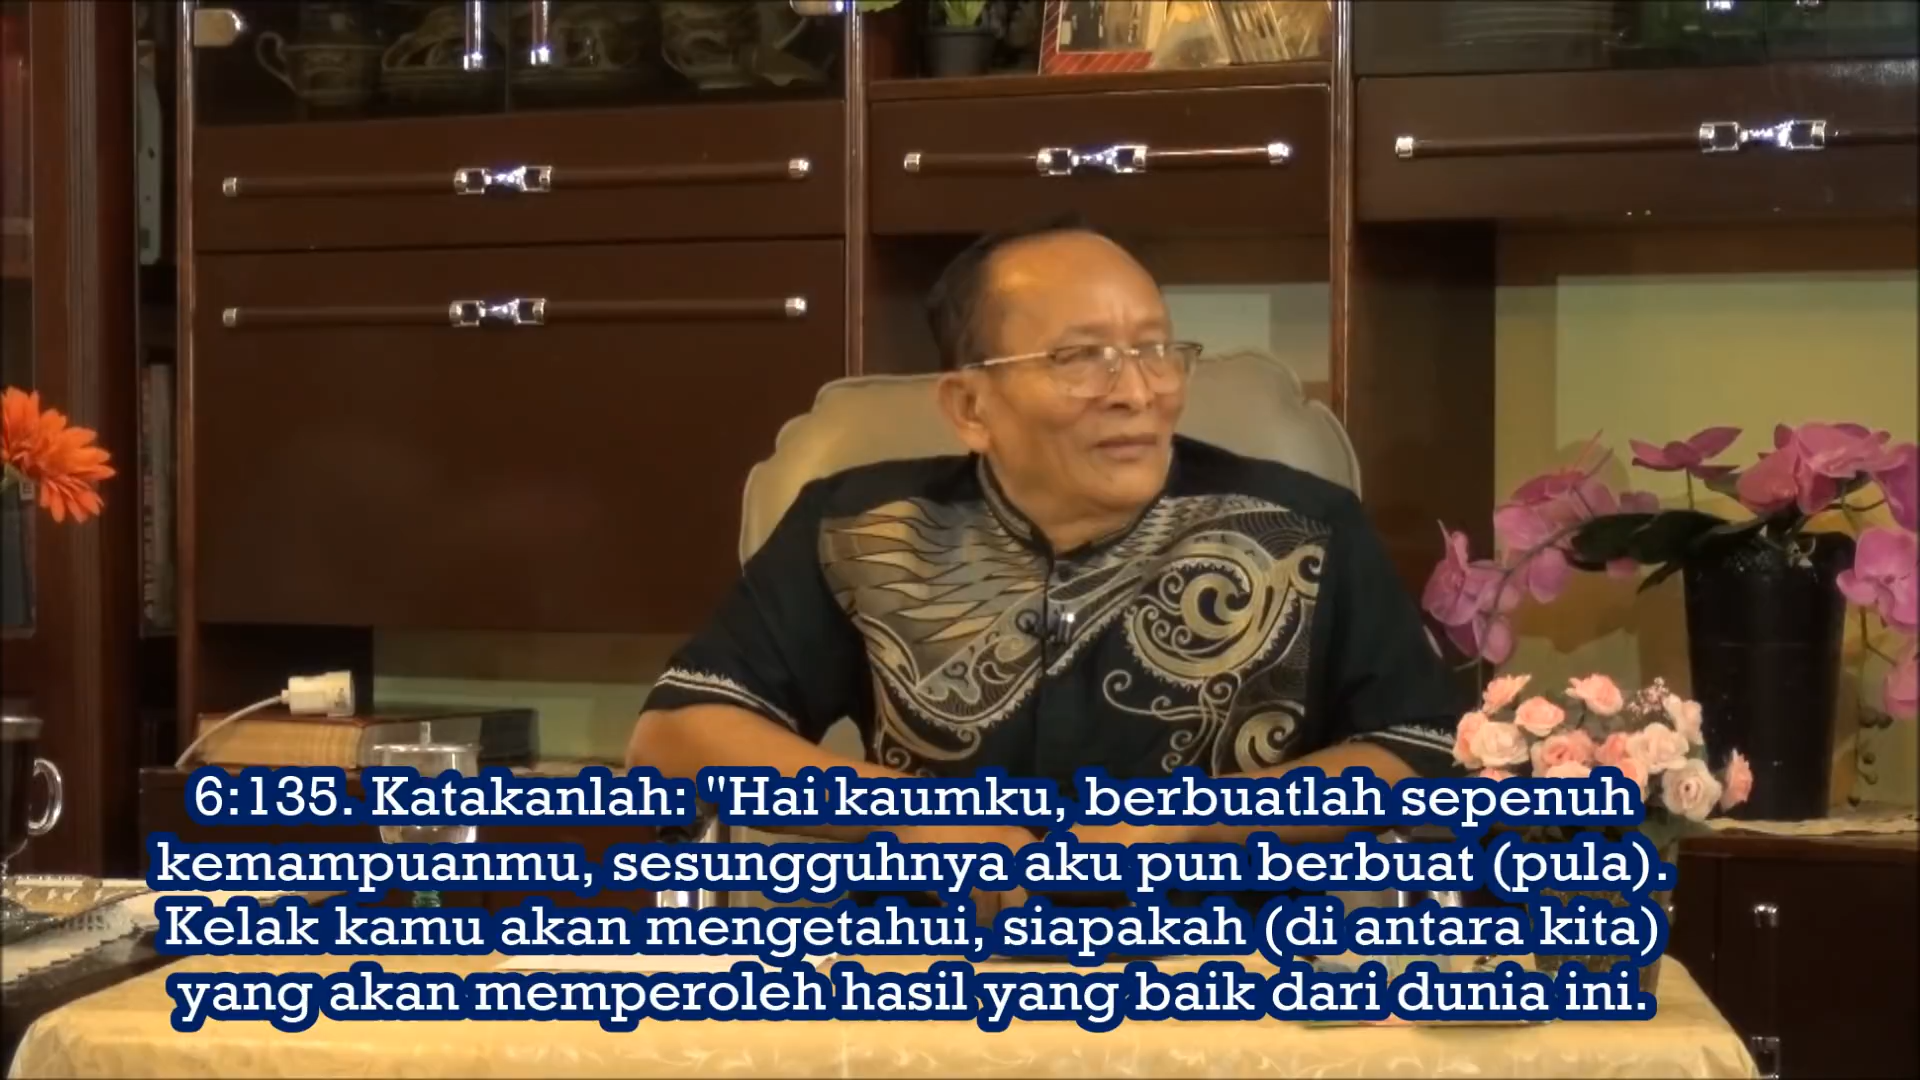 6:135. Katakanlah: "Hai kaumku, berbuatlah sepenuh
kemampuanmu, sesungguhnya aku pun berbuat (pula).
Kelak kamu akan mengetahui, siapakah (di antara kita)
yang akan memperoleh hasil yang baik dari dunia ini.